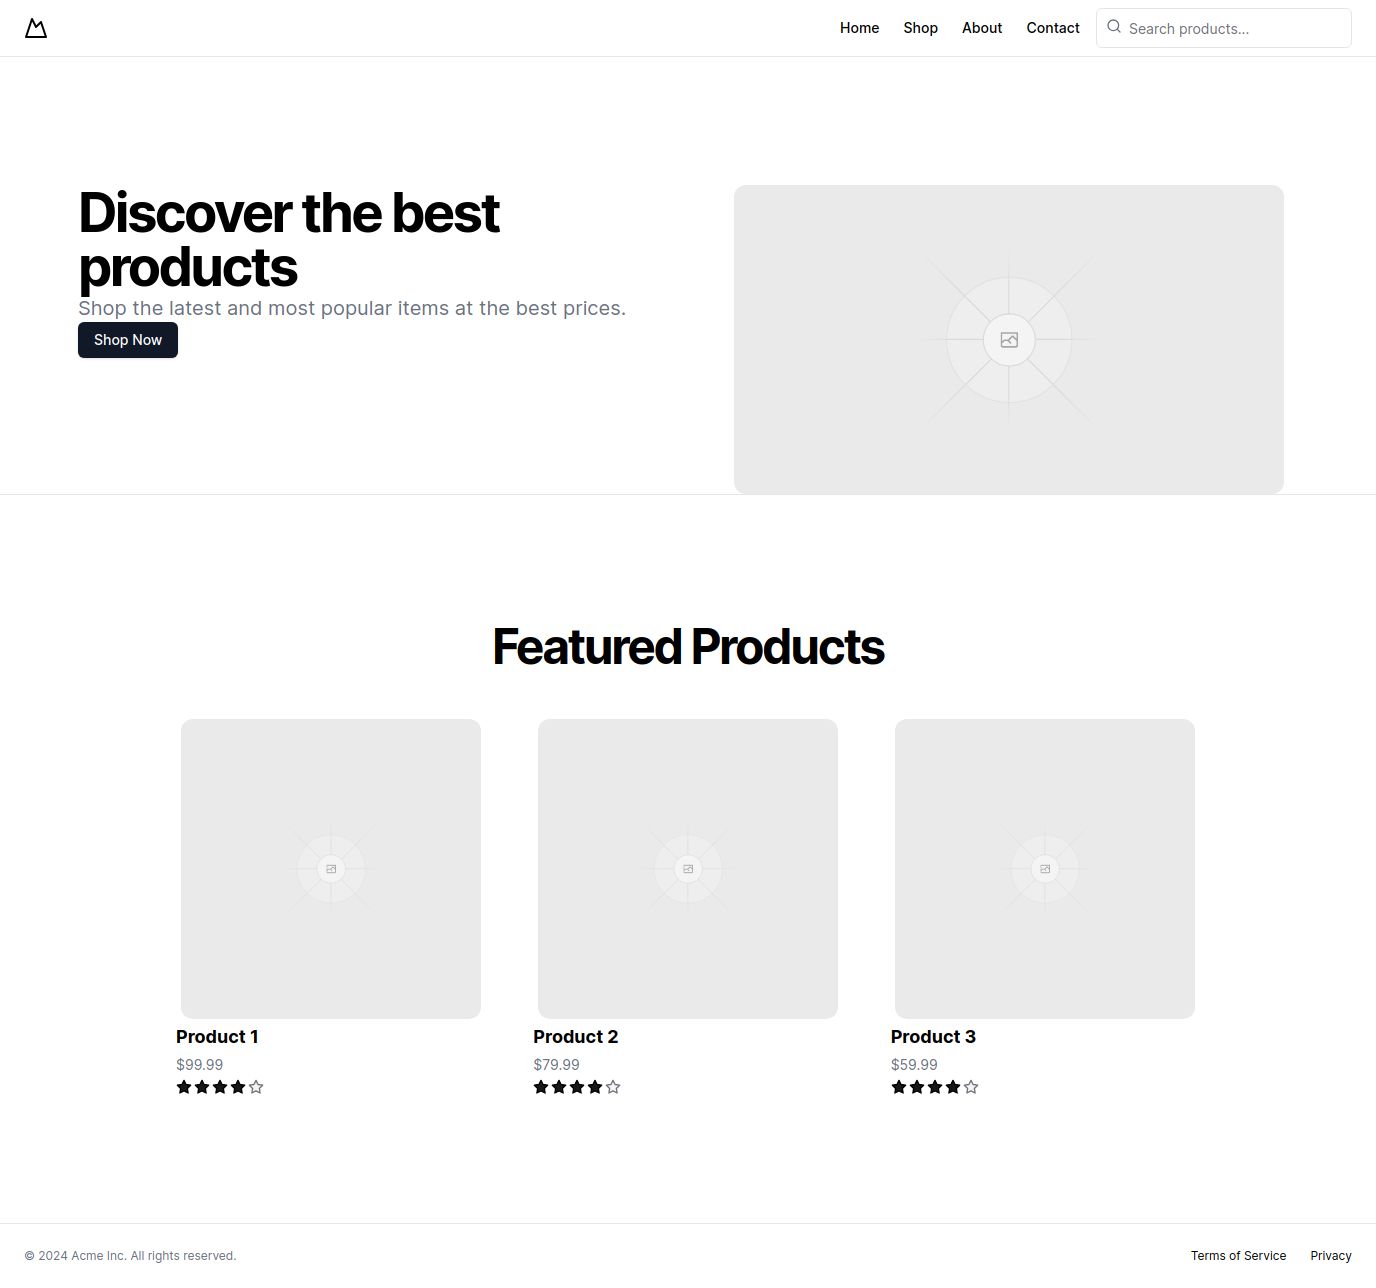 Home Shop About Contact Search products...
Discover the best
products
Shop the latest and most popular items at the best prices.
Shop Now
Featured Products
Product 1
$99.99
Product 2
$79.99
Product 3
$59.99
© 2024 Acme Inc. All rights reserved.
Terms of Service Privacy